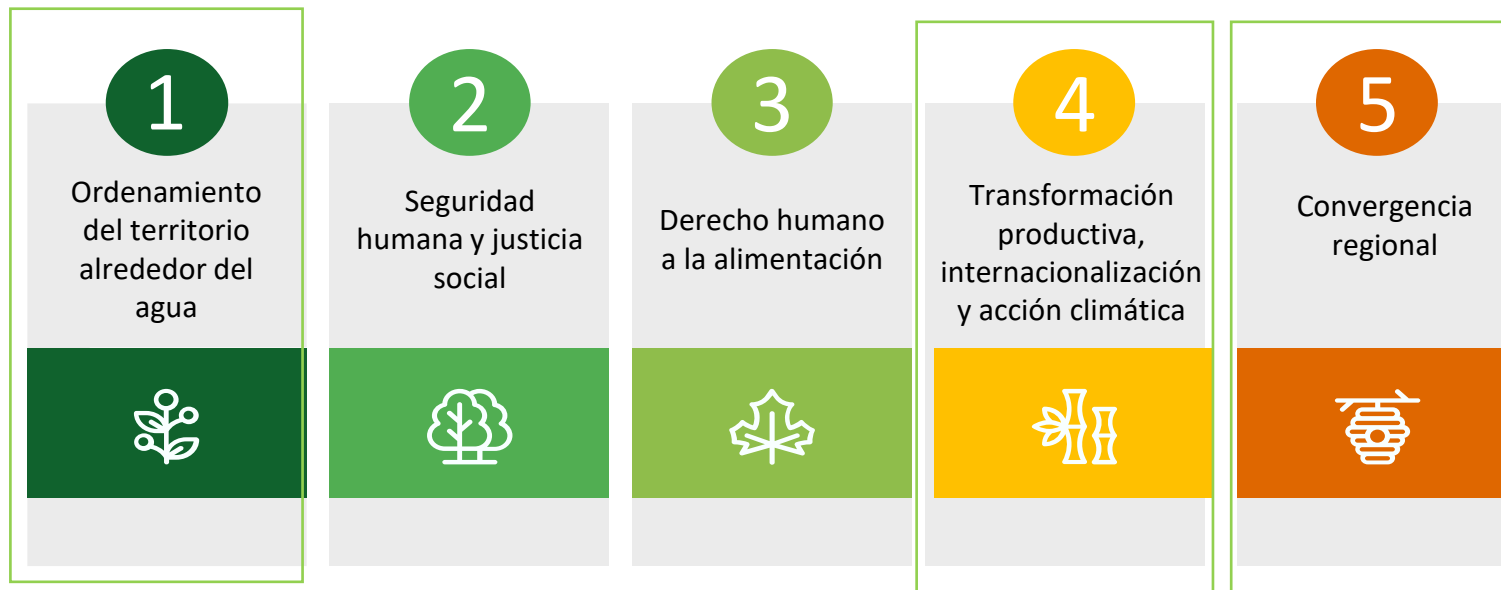 1
Ordenamiento
del territorio
alrededor del
agua
2
Seguridad
humana y justicia
social
3
Derecho humano
a la alimentación
4
Transformación
productiva,
internacionalización
y acción climática
5
Convergencia
regional